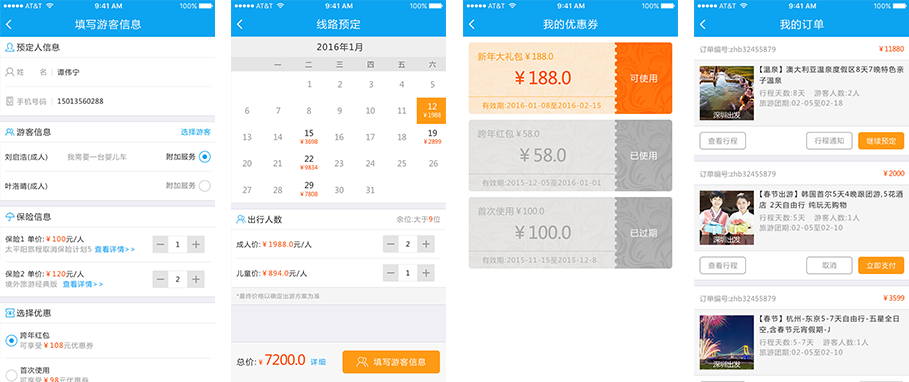 AT&T 9:41 AM 100%
填写游客信息
预定人信息
姓 名 谭伟宁
手机号码 15013560288
游客信息 选择游客
刘启浩(成人) 我需要一台婴儿车 附加服务
叶洛晴(成人) 附加服务
保险信息
保险1 单价:￥100元/人
太平阳旅程取消保险计划5 查看详情>>
1
保险2 单价:￥120元/人
境外旅游经典版 查看详情>>
2
选择优惠
跨年红包
可享受￥108元优惠券
首次使用
可享受￥98元优惠券
AT&T 9:41 AM 100%
线路预定
2016年1月
一 二 三 四 五 六
1 2 3 4 5
6 7 8 9 10 11 12
￥1988
13 14 15 16 17 18 19
￥3698 ￥2899
20 21 22 23 24 25 26
￥9834
27 28 29 30 31
￥7808
出行人数 余位:大于9位
成人价:￥1988.0元/人 2
儿童价:￥894.0元/人 1
*最终价格以确定出游方案为准
总价:￥7200.0 详细 填写游客信息
AT&T 9:41 AM 100%
我的优惠券
新年大礼包￥188.0
￥188.0
可使用
有效期:2016-01-08至2016-02-15
跨年红包￥58.0
￥58.0
已使用
有效期:2015-12-05至2016-01-01
首次使用￥100.0
￥100.0
已过期
有效期:2015-11-15至2015-12-8
AT&T 9:41 AM 100%
我的订单
订单编号:zhb32455879 ￥11880
【温泉】澳大利亚温泉度假区8天7晚特色亲
子温泉
行程天数:8天 游客人数:2人
旅游团期:02-05至02-18
深圳出发
查看行程 行程通知 继续预定
订单编号:zhb32455879 ￥2000
【春节出游】韩国首尔5天4晚跟团游,5花酒
店 2天自由行 纯玩无购物
行程天数:5天 游客人数:1人
旅游团期:02-05至02-10
深圳出发
查看行程 取消 立即支付
订单编号:zhb32455879 ￥3599
【春节】杭州-东京5-7天自由行-五星全日
空,含春节元宵假期-J
行程天数:5-7天 游客人数:1人
旅游团期:02-05至02-10
深圳出发